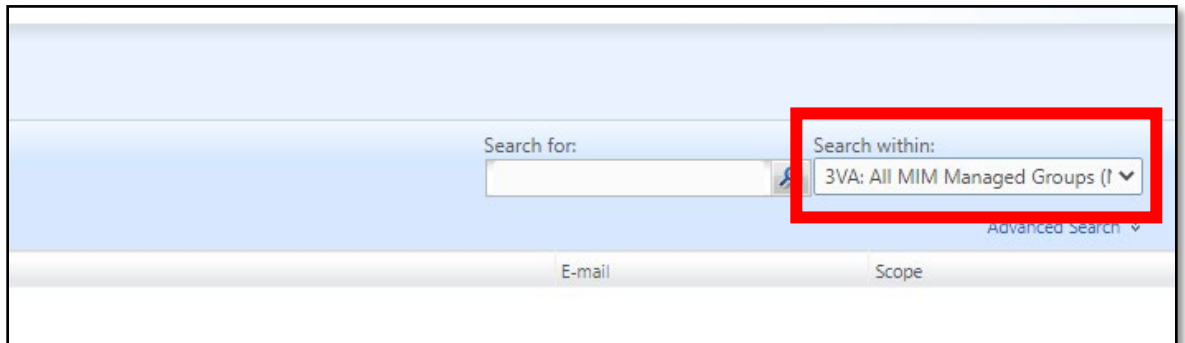 Search for:
Search within:
3VA: All MIM Managed Groups (
Advanced Search
E-mail
Scope